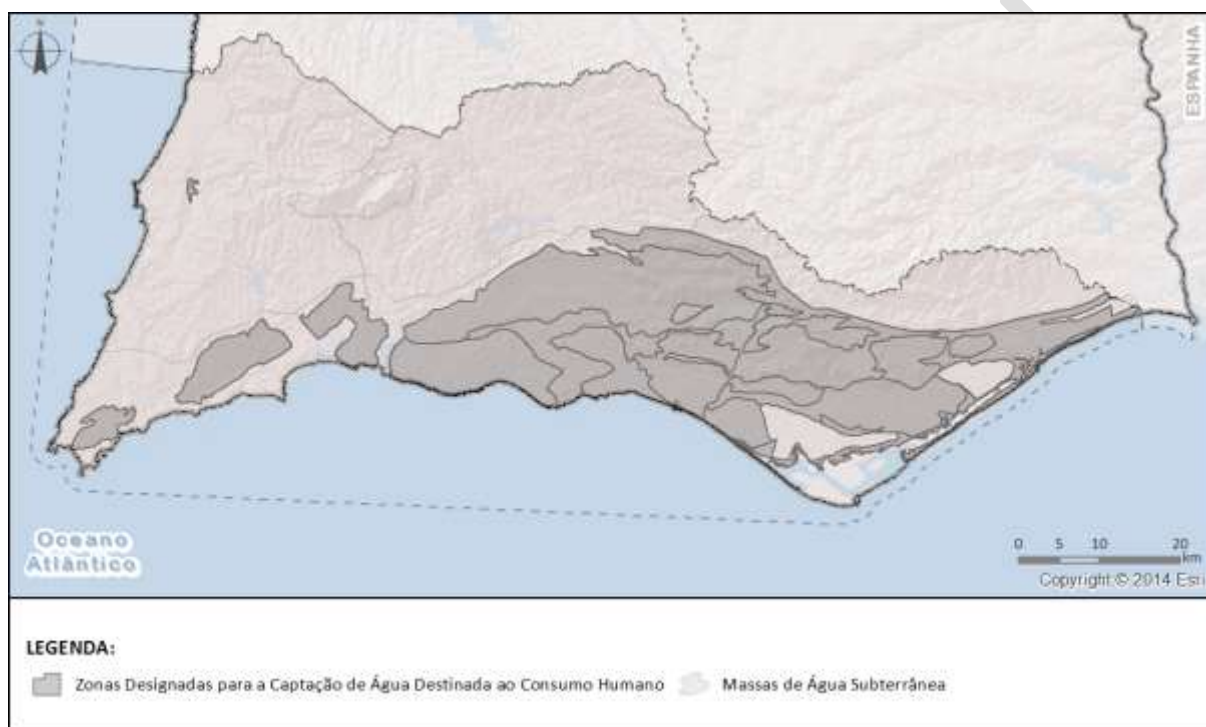 N
ESPANHA
Oceano
Atlântico
0 5 10 20
km
Copyright:© 2014 Esri
LEGENDA:
Zonas Designadas para a Captação de Água Destinada ao Consumo Humano
Massas de Água Subterrânea